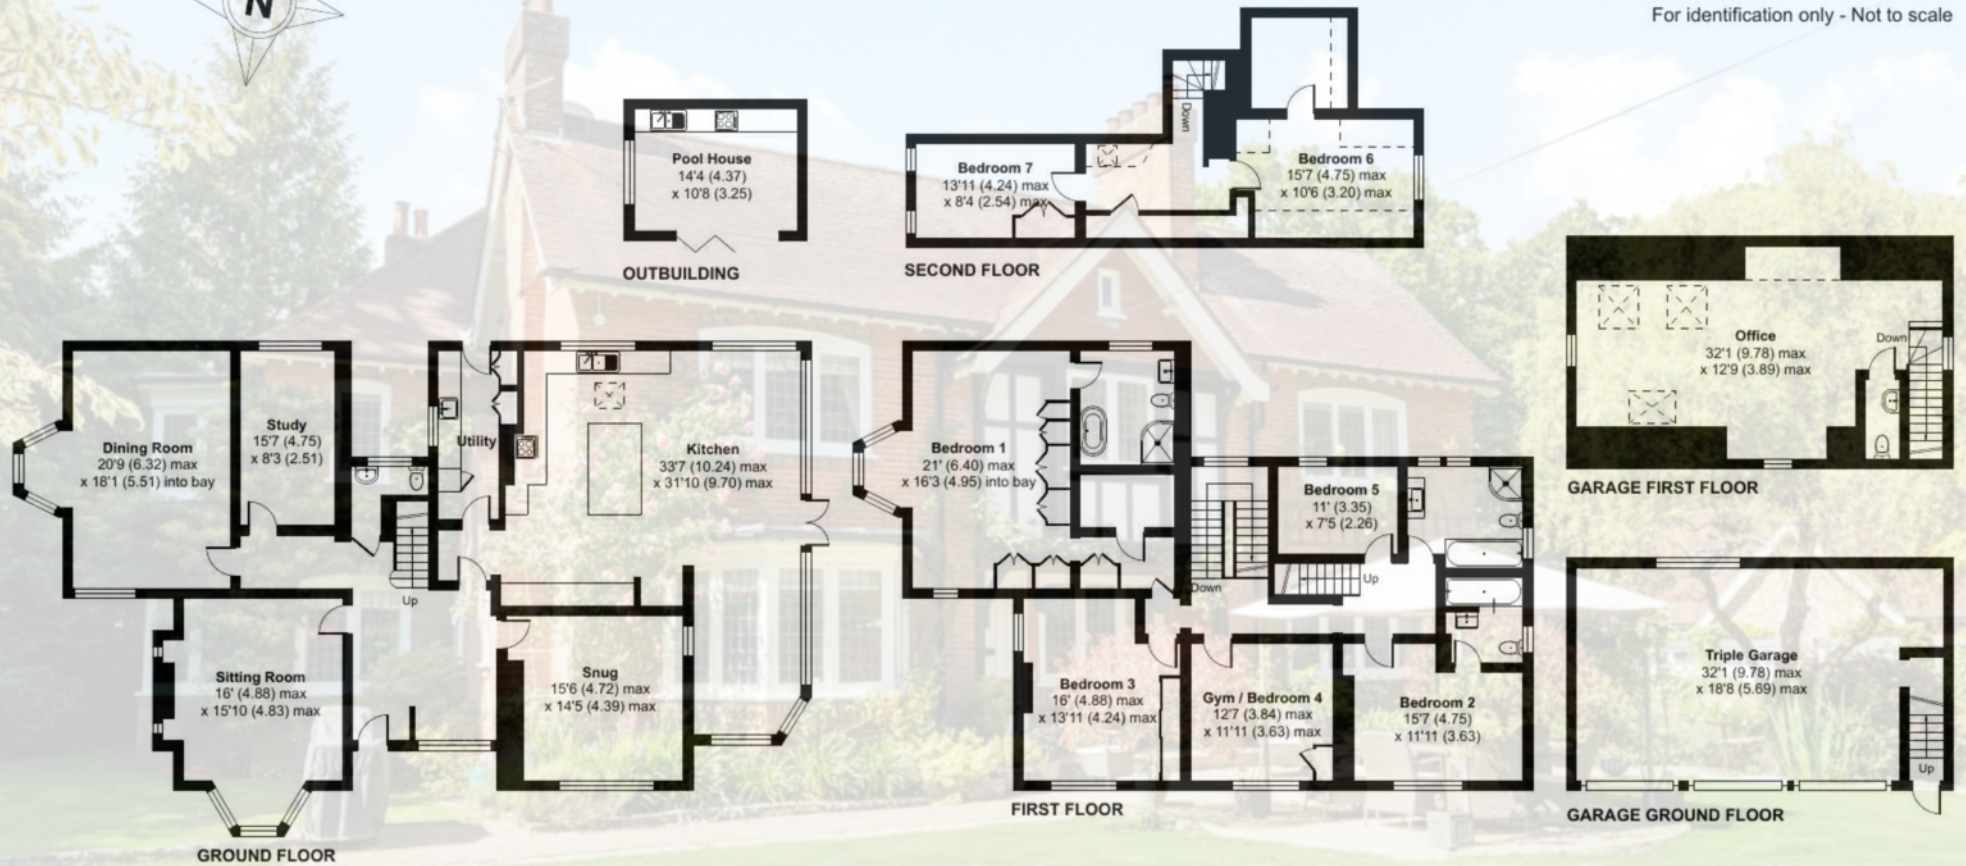 N
For identification only - Not to scale
Pool House
14'4 (4.37)
x 10'8 (3.25)
OUTBUILDING
Down
Bedroom 7
13'11 (4.24) max
x 8'4 (2.54) max
Bedroom 6
15'7 (4.75) max
x 10'6 (3.20) max
SECOND FLOOR
Office
32'1 (9.78) max
x 12'9 (3.89) max
Down
GARAGE FIRST FLOOR
Dining Room
20'9 (6.32) max
x 18'1 (5.51) into bay
Study
15'7 (4.75)
x 8'3 (2.51)
Utility
Kitchen
33'7 (10.24) max
x 31'10 (9.70) max
Up
Sitting Room
16' (4.88) max
x 15'10 (4.83) max
Snug
15'6 (4.72) max
x 14'5 (4.39) max
GROUND FLOOR
Bedroom 1
21' (6.40) max
x 16'3 (4.95) into bay
Bedroom 5
11' (3.35)
x 7'5 (2.26)
Up
Down
Bedroom 3
16' (4.88) max
x 13'11 (4.24) max
Gym / Bedroom 4
12'7 (3.84) max
x 11'11 (3.63) max
Bedroom 2
15'7 (4.75)
x 11'11 (3.63)
FIRST FLOOR
Triple Garage
32'1 (9.78) max
x 18'8 (5.69) max
Up
GARAGE GROUND FLOOR